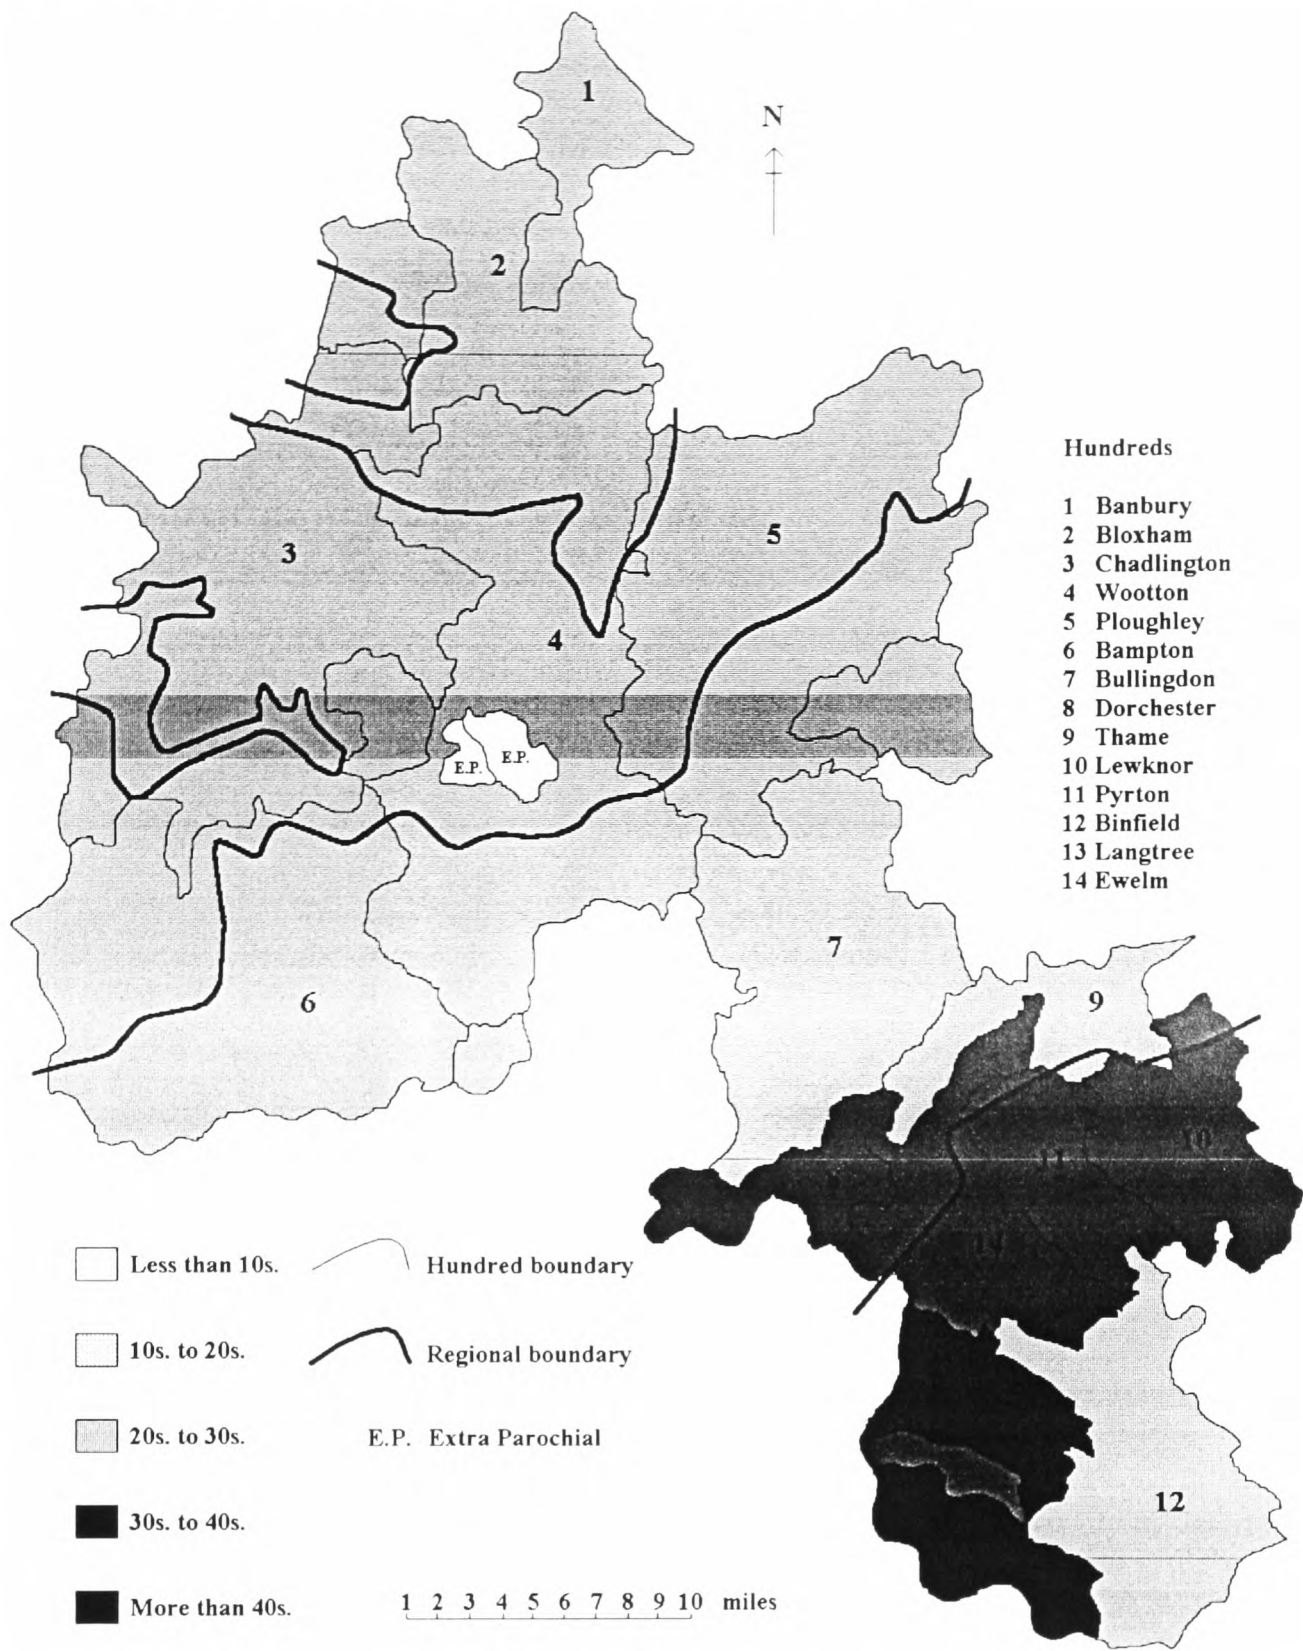 1
N
2
Hundreds
1 Banbury
2 Bloxham
3 Chadlington
4 Wootton
5 Ploughley
6 Bampton
7 Bullingdon
8 Dorchester
9 Thame
10 Lewknor
11 Pyrton
12 Binfield
13 Langtree
14 Ewelm
5
3
4
E.P.
E.P.
7
6
9
10
11
14
12
Less than 10s.
10s. to 20s.
20s. to 30s.
30s. to 40s.
More than 40s.
Hundred boundary
Regional boundary
E.P. Extra Parochial
1 2 3 4 5 6 7 8 9 10 miles